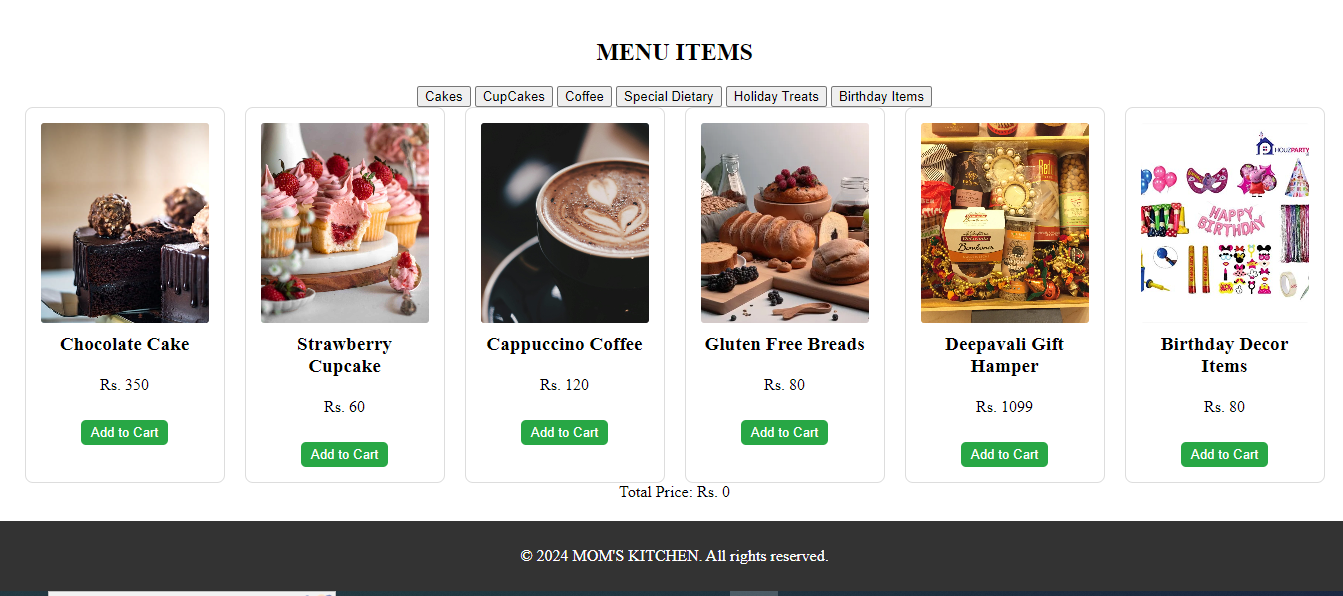 MENU ITEMS
Cakes CupCakes Coffee Special Dietary Holiday Treats Birthday Items
HOUZPARTY
HAPPY
BIRTHDAY
Chocolate Cake
Strawberry
Cupcake
Cappuccino Coffee
Gluten Free Breads
Deepavali Gift
Hamper
Birthday Decor
Items
Rs. 350
Rs. 60
Rs. 120
Rs. 80
Rs. 1099
Rs. 80
Add to Cart
Add to Cart
Add to Cart
Add to Cart
Add to Cart
Add to Cart
Total Price: Rs. 0
© 2024 MOM'S KITCHEN. All rights reserved.